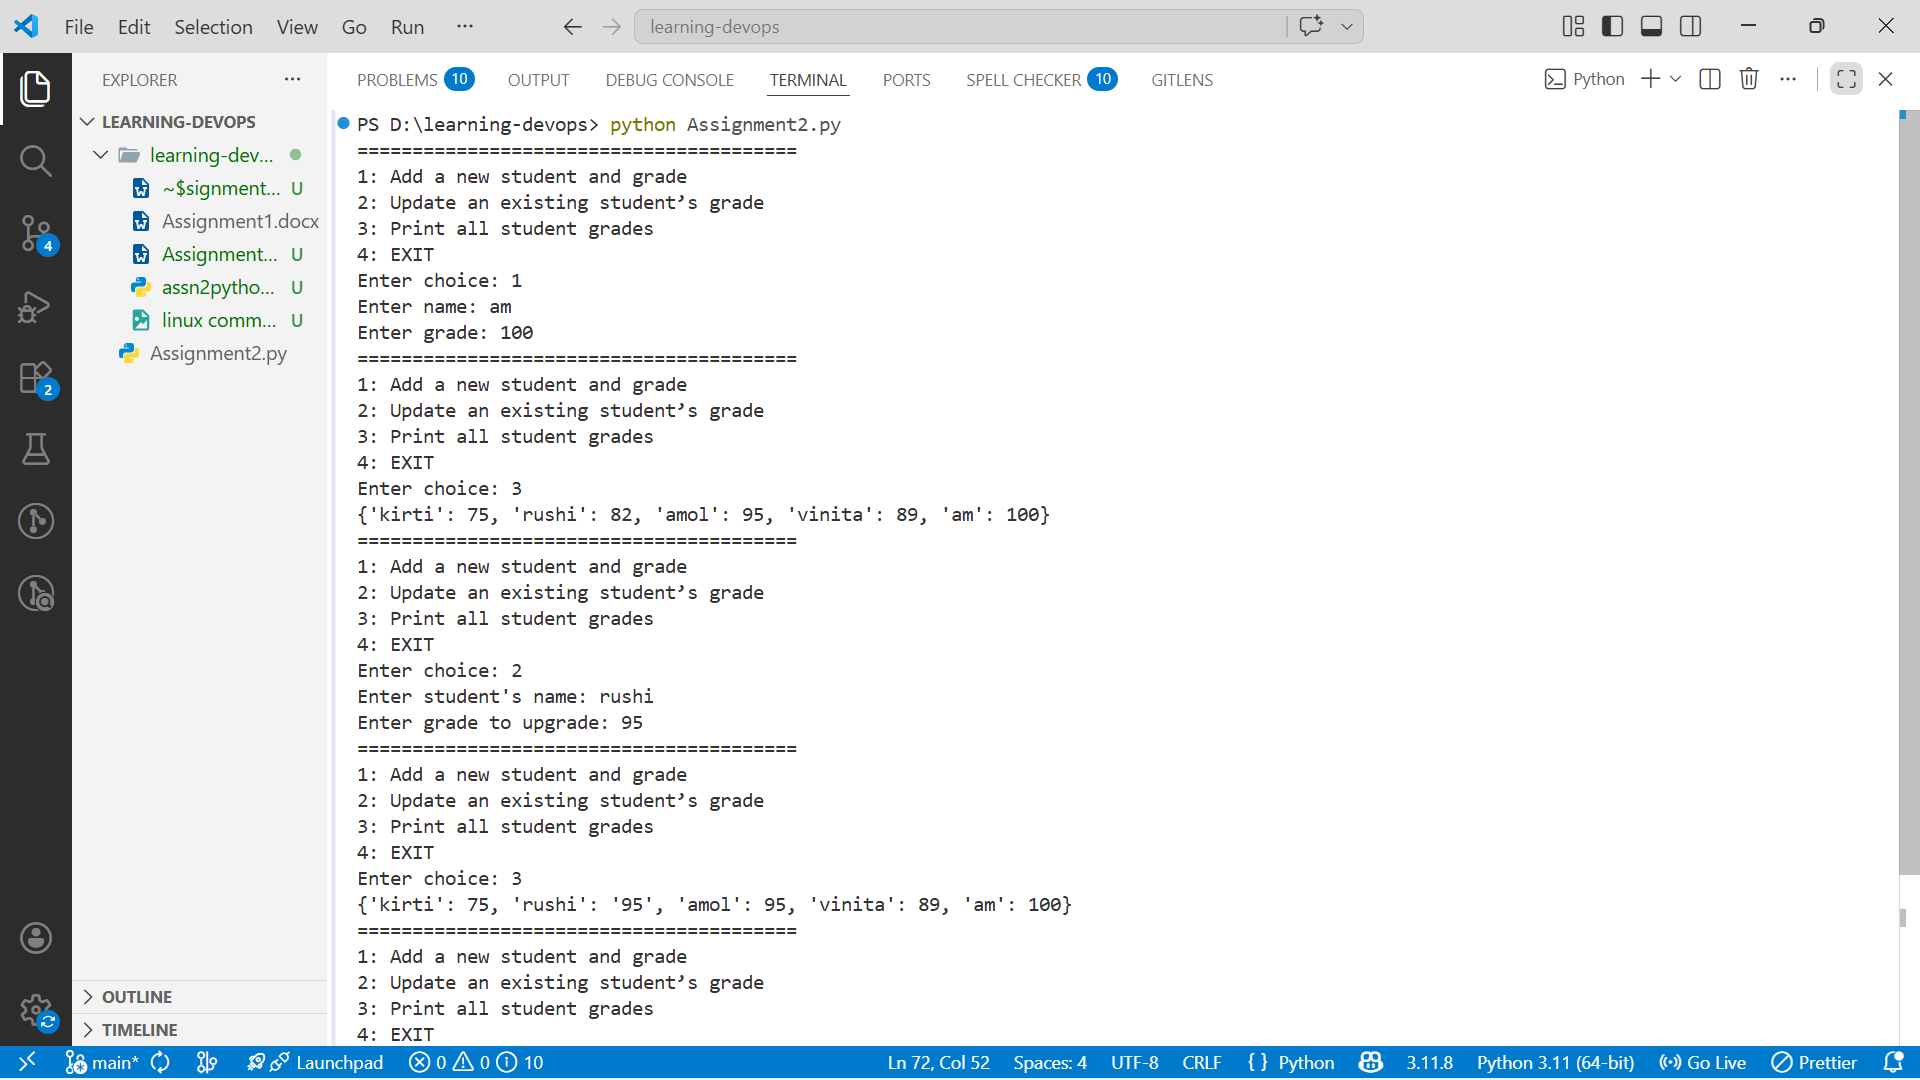 File Edit Selection View Go Run ··· learning-devops
EXPLORER ···
LEARNING-DEVOPS
learning-dev...
~$signment... U
Assignment1.docx
Assignment... U
assn2pytho... U
linux comm... U
Assignment2.py
4
2
OUTLINE
TIMELINE
PROBLEMS 10 OUTPUT DEBUG CONSOLE TERMINAL PORTS SPELL CHECKER 10 GITLENS Python ···
PS D:\learning-devops> python Assignment2.py
========================================
1: Add a new student and grade
2: Update an existing student’s grade
3: Print all student grades
4: EXIT
Enter choice: 1
Enter name: am
Enter grade: 100
========================================
1: Add a new student and grade
2: Update an existing student’s grade
3: Print all student grades
4: EXIT
Enter choice: 3
{'kirti': 75, 'rushi': 82, 'amol': 95, 'vinita': 89, 'am': 100}
========================================
1: Add a new student and grade
2: Update an existing student’s grade
3: Print all student grades
4: EXIT
Enter choice: 2
Enter student's name: rushi
Enter grade to upgrade: 95
========================================
1: Add a new student and grade
2: Update an existing student’s grade
3: Print all student grades
4: EXIT
Enter choice: 3
{'kirti': 75, 'rushi': '95', 'amol': 95, 'vinita': 89, 'am': 100}
========================================
1: Add a new student and grade
2: Update an existing student’s grade
3: Print all student grades
4: EXIT
main* Launchpad 0 0 10 Ln 72, Col 52 Spaces: 4 UTF-8 CRLF { } Python 3.11.8 Python 3.11 (64-bit) Go Live Prettier